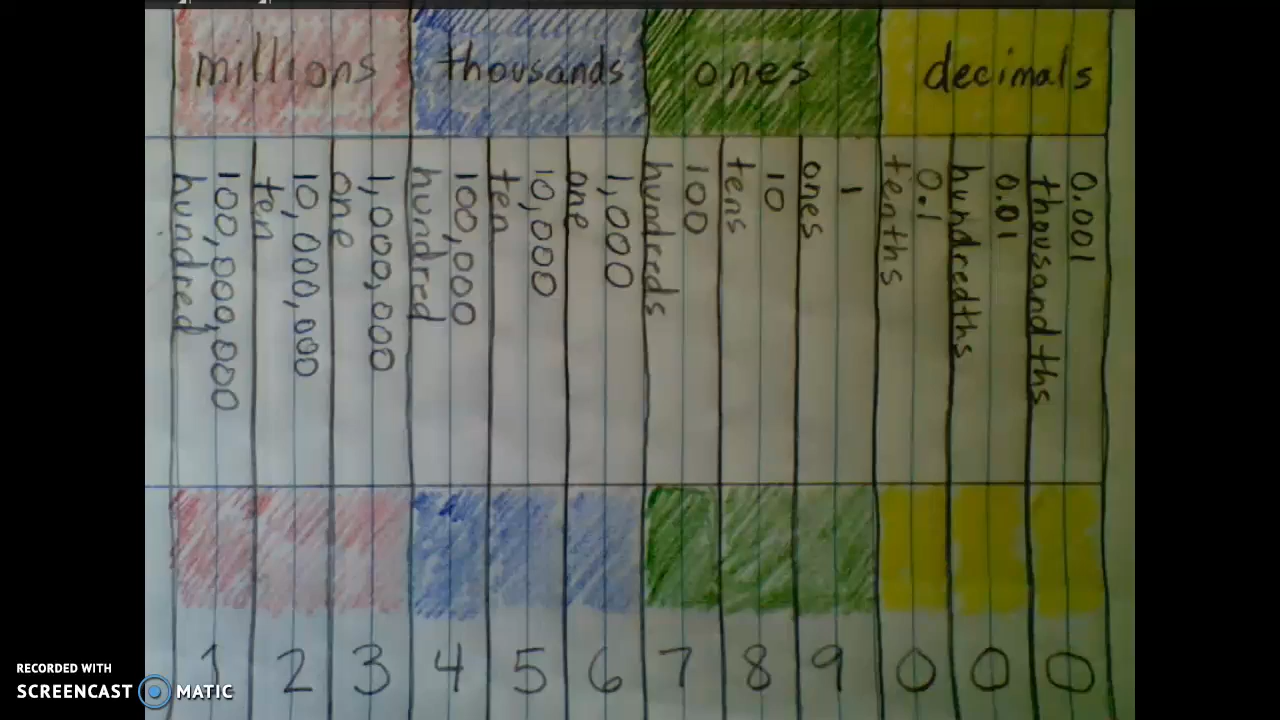 millions thousands ones decimals
100,000,000
hundred
10,000,000
ten
1,000,000
one
100,000
hundred
10,000
ten
1,000
one
100
hundreds
10
tens
1
ones
0.1
tenths
0.01
hundredths
0.001
thousandths
1 2 3 4 5 6 7 8 9 0 0 0
RECORDED WITH
SCREENCAST MATIC